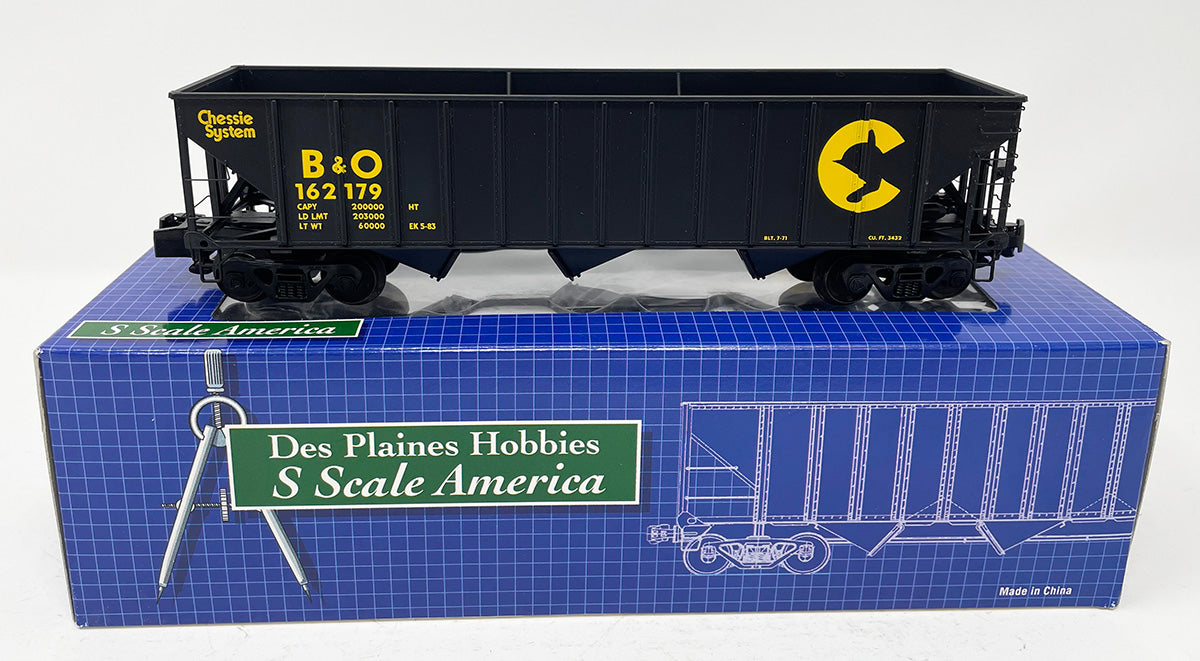 Chessie
System
B & O
162179
CAPY 200000 HT
LD LMT 203000
LT WT 60000 EK 5-83
BLT. 7-71
CU. FT. 3432
S Scale America
Des Plaines Hobbies
S Scale America
Made in China